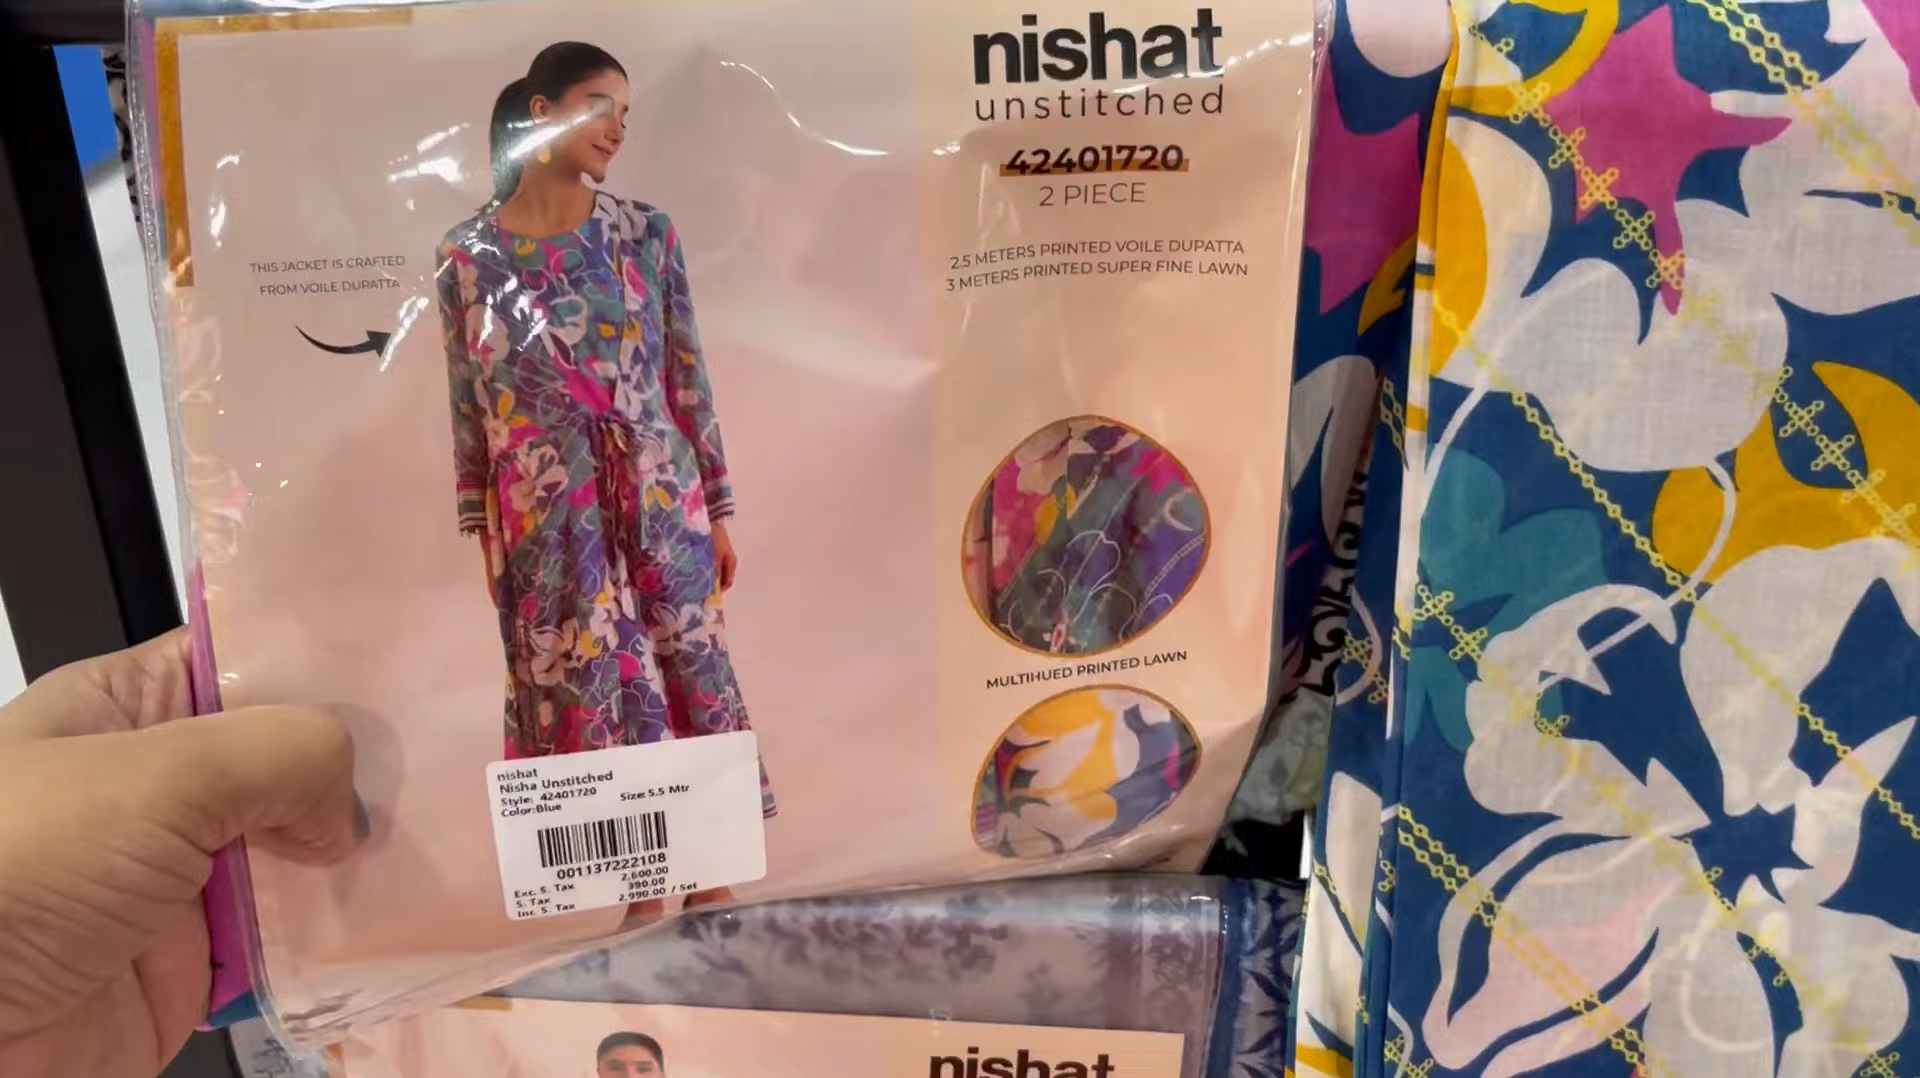 nishat
unstitched
42401720
2 PIECE
2.5 METERS PRINTED VOILE DUPATTA
3 METERS PRINTED SUPER FINE LAWN
THIS JACKET IS CRAFTED
FROM VOILE DUPATTA
MULTIHUED PRINTED LAWN
nishat
Nisha Unstitched
Style: 42401720 Size: 5.5 Mtr
Color:Blue
001137222108
Exc. S. Tax 2,600.00
S. Tax 390.00
Inc. S. Tax 2,990.00 / Set
nishat